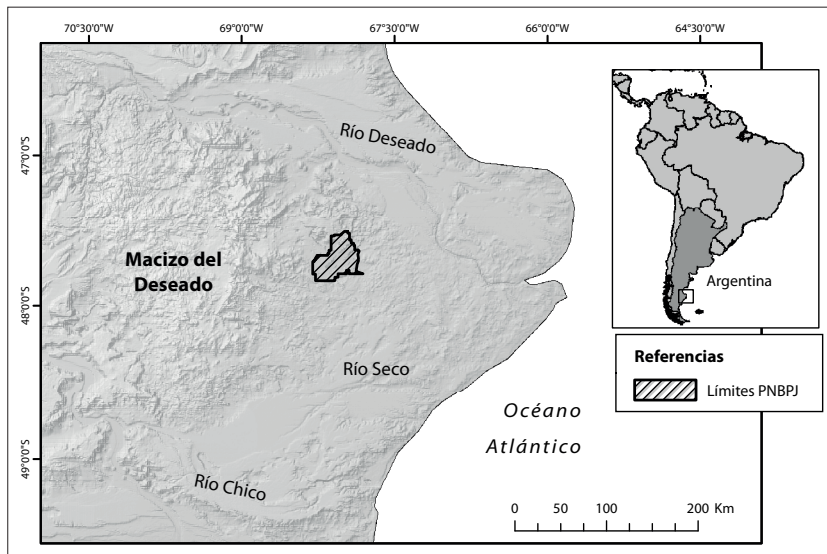 70°30'0"W
69°00'0"W
67°30'0"W
66°00'0"W
64°30'0"W
47°0'0"S
48°0'0"S
49°0'0"S
Río Deseado
Macizo del
Deseado
Río Seco
Río Chico
Océano
Atlántico
Argentina
Referencias
Límites PNBPJ
0 50 100 200 Km